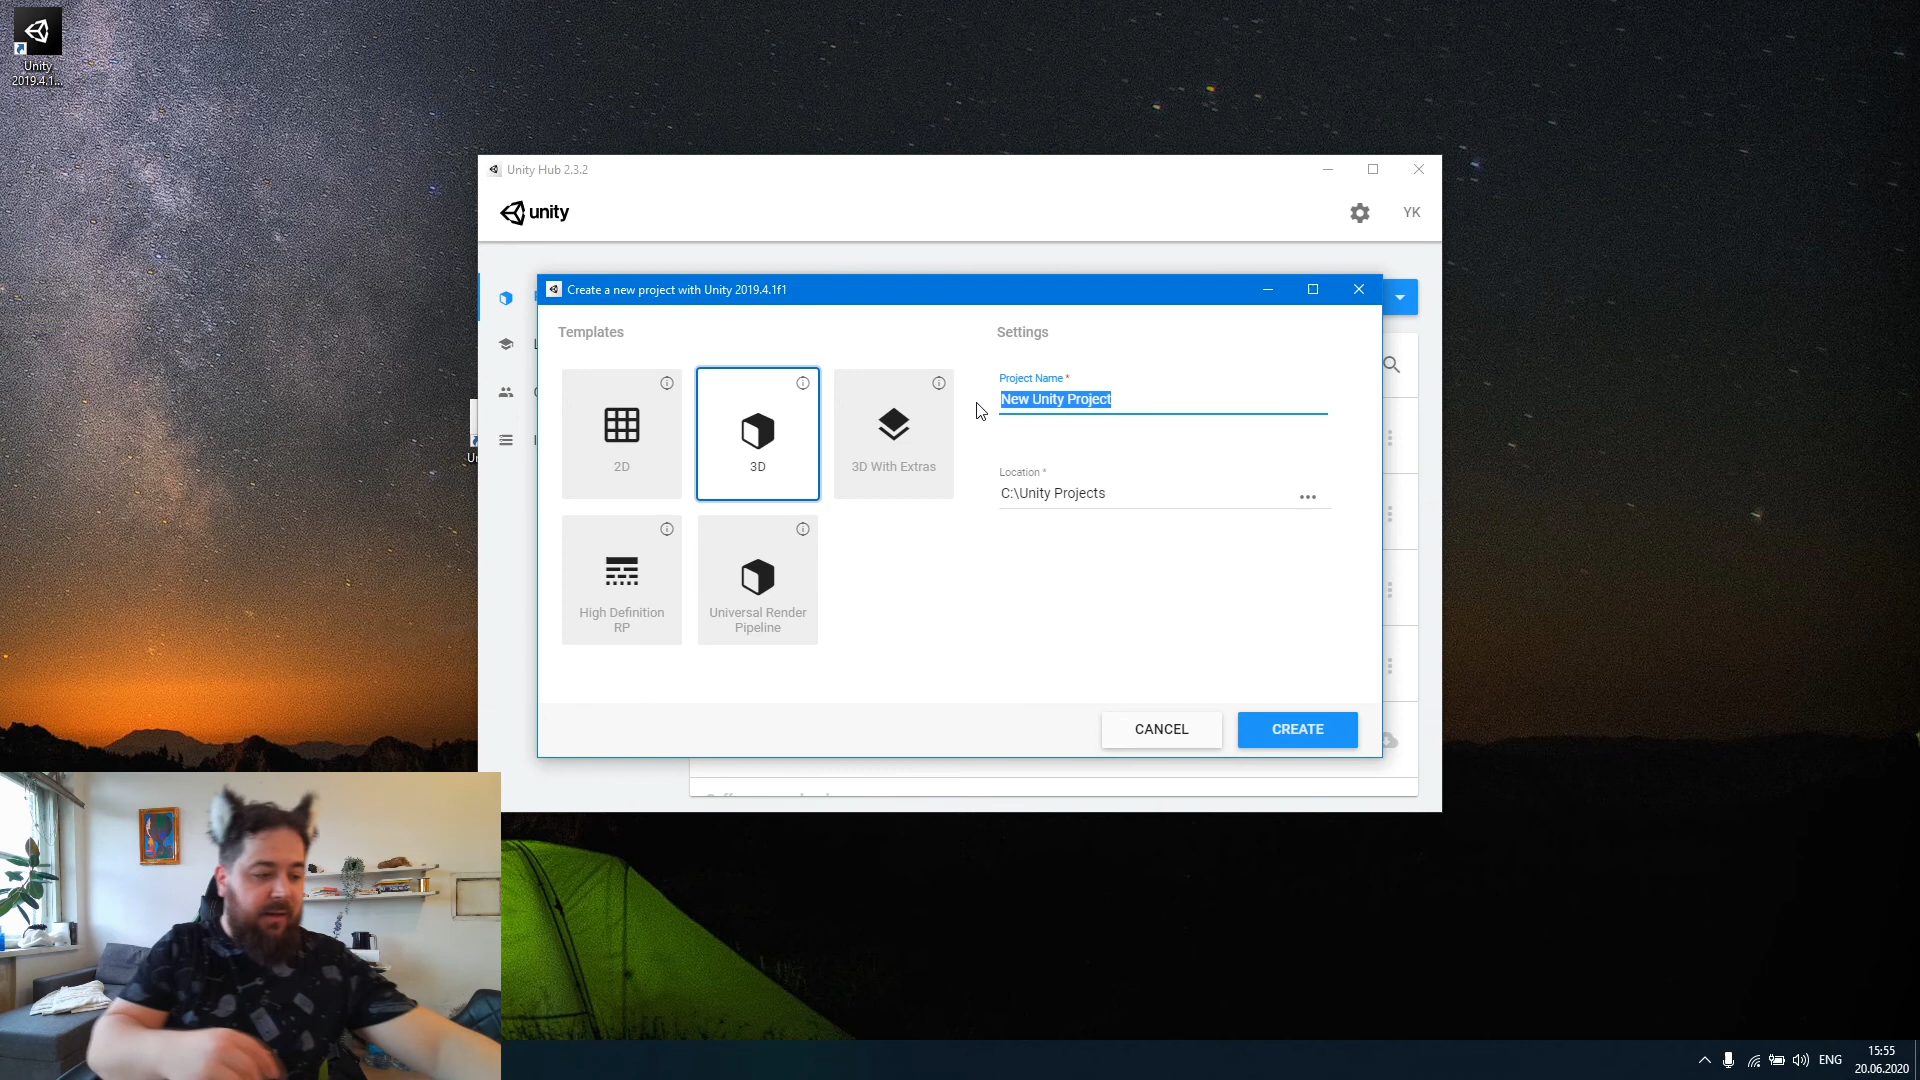 Unity
2019.4.1...
Unity Hub 2.3.2
unity
YK
Create a new project with Unity 2019.4.1f1
Templates
Settings
2D
3D
3D With Extras
High Definition
RP
Universal Render
Pipeline
Project Name *
New Unity Project
Location *
C:\Unity Projects
...
CANCEL
CREATE
ENG
15:55
20.06.2020